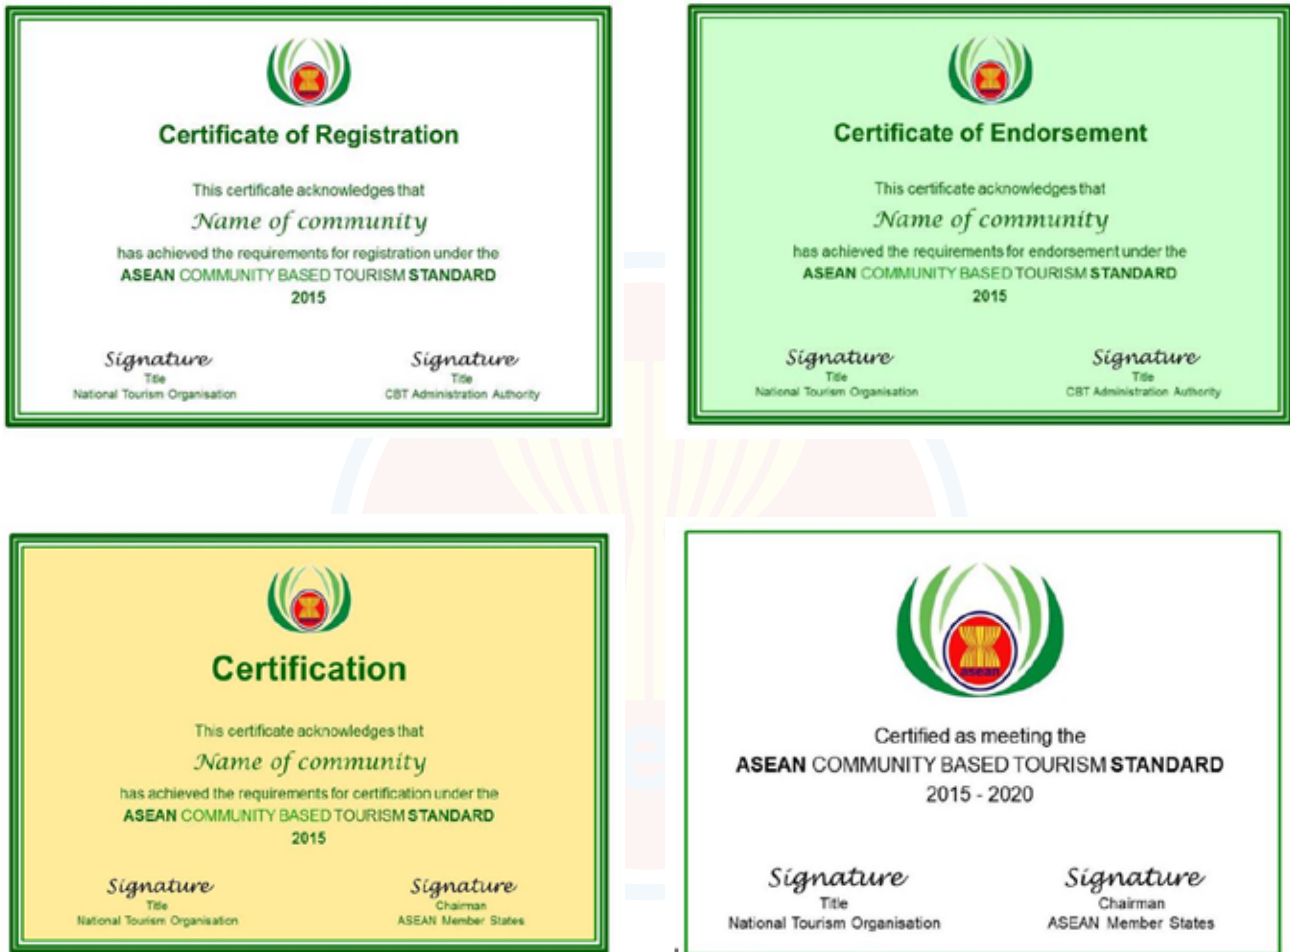 asean
Certificate of Registration
This certificate acknowledges that
Name of community
has achieved the requirements for registration under the
ASEAN COMMUNITY BASED TOURISM STANDARD
2015
Signature
Title
National Tourism Organisation
Signature
Title
CBT Administration Authority
asean
Certificate of Endorsement
This certificate acknowledges that
Name of community
has achieved the requirements for endorsement under the
ASEAN COMMUNITY BASED TOURISM STANDARD
2015
Signature
Title
National Tourism Organisation
Signature
Title
CBT Administration Authority
asean
Certification
This certificate acknowledges that
Name of community
has achieved the requirements for certification under the
ASEAN COMMUNITY BASED TOURISM STANDARD
2015
Signature
Title
National Tourism Organisation
Signature
Chairman
ASEAN Member States
asean
Certified as meeting the
ASEAN COMMUNITY BASED TOURISM STANDARD
2015 - 2020
Signature
Title
National Tourism Organisation
Signature
Chairman
ASEAN Member States